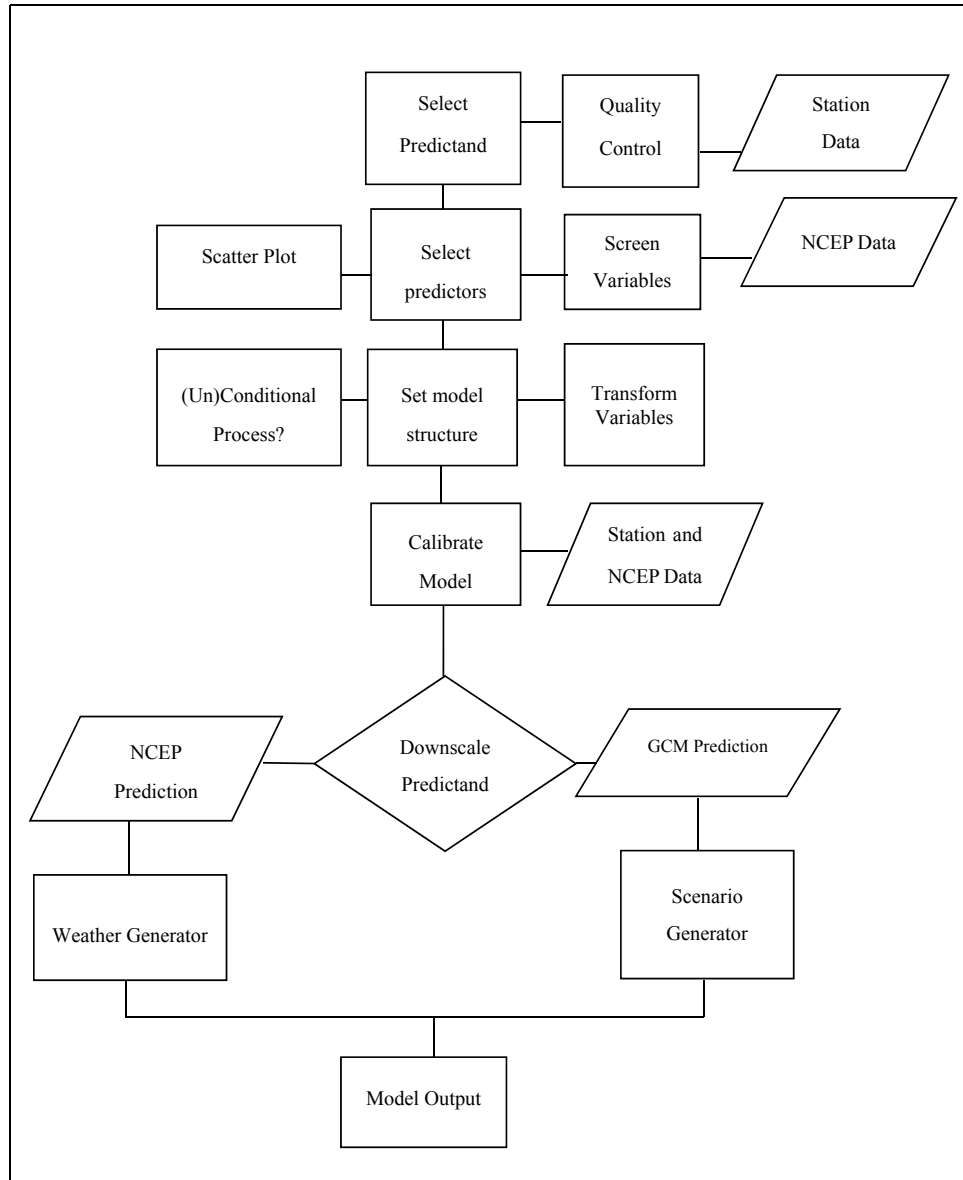 Select
Predictand
Quality
Control
Station
Data
Scatter Plot
Select
predictors
Screen
Variables
NCEP Data
(Un)Conditional
Process?
Set model
structure
Transform
Variables
Calibrate
Model
Station and
NCEP Data
NCEP
Prediction
Downscale
Predictand
GCM Prediction
Weather Generator
Scenario
Generator
Model Output